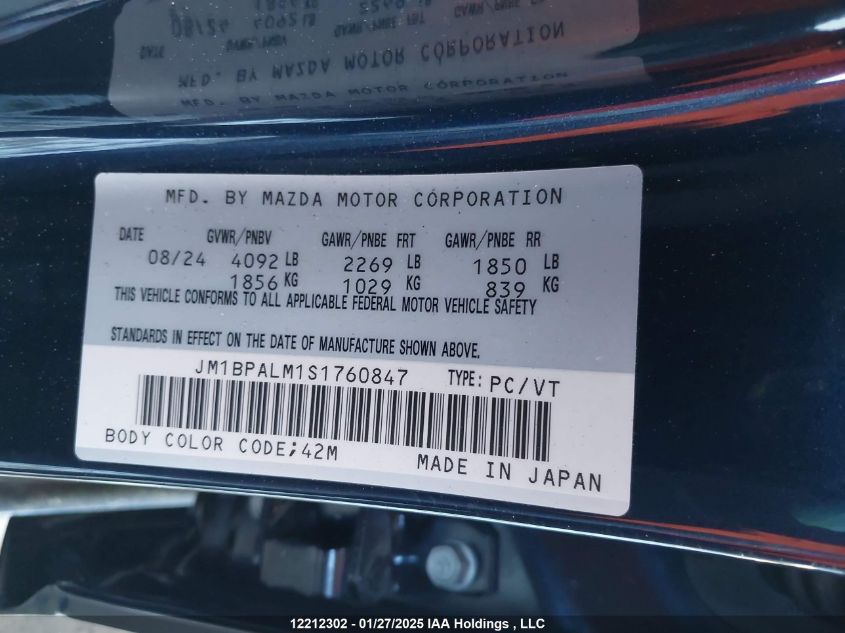 MFD. BY MAZDA MOTOR CORPORATION
DATE GVWR/PNBV GAWR/PNBE FRT GAWR/PNBE RR
08/24 4092 LB 2269 LB 1850 LB
1856 KG 1029 KG 839 KG
THIS VEHICLE CONFORMS TO ALL APPLICABLE FEDERAL MOTOR VEHICLE SAFETY
STANDARDS IN EFFECT ON THE DATE OF MANUFACTURE SHOWN ABOVE.
JM1BPALM1S1760847 TYPE: PC/VT
BODY COLOR CODE;42M
MADE IN JAPAN
12212302 - 01/27/2025 IAA Holdings , LLC